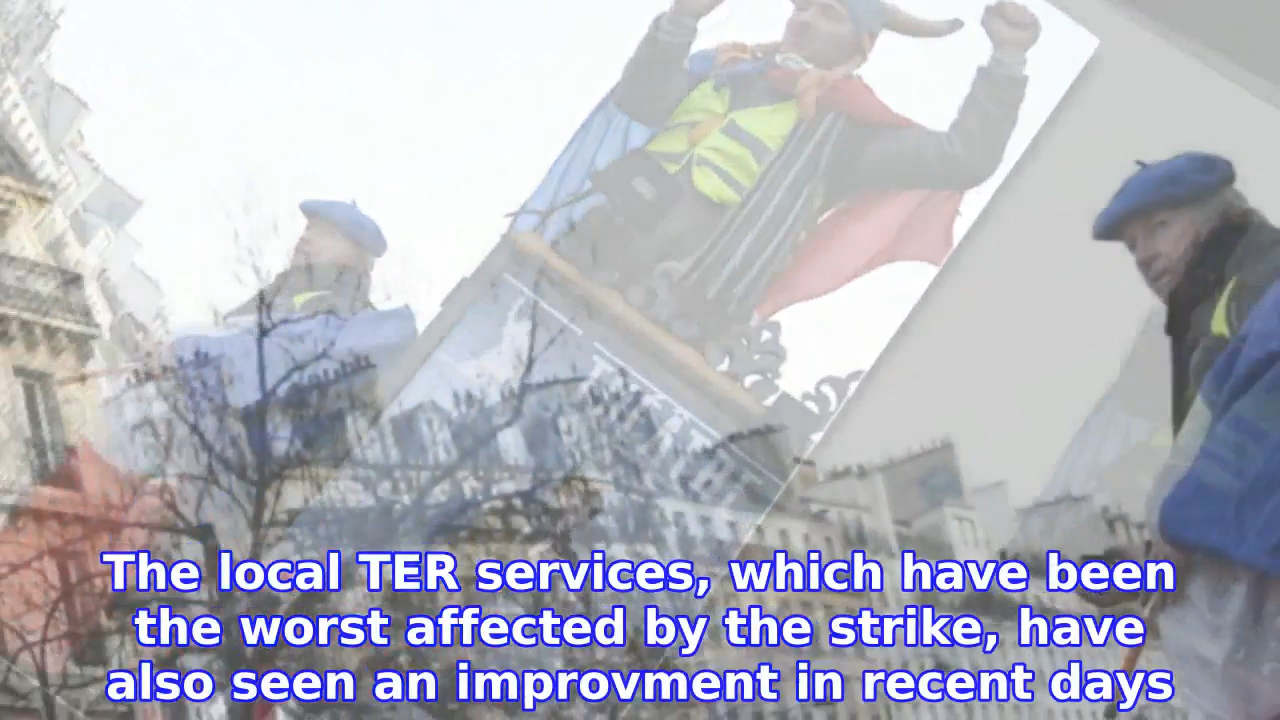 The local TER services, which have been
the worst affected by the strike, have
also seen an improvment in recent days